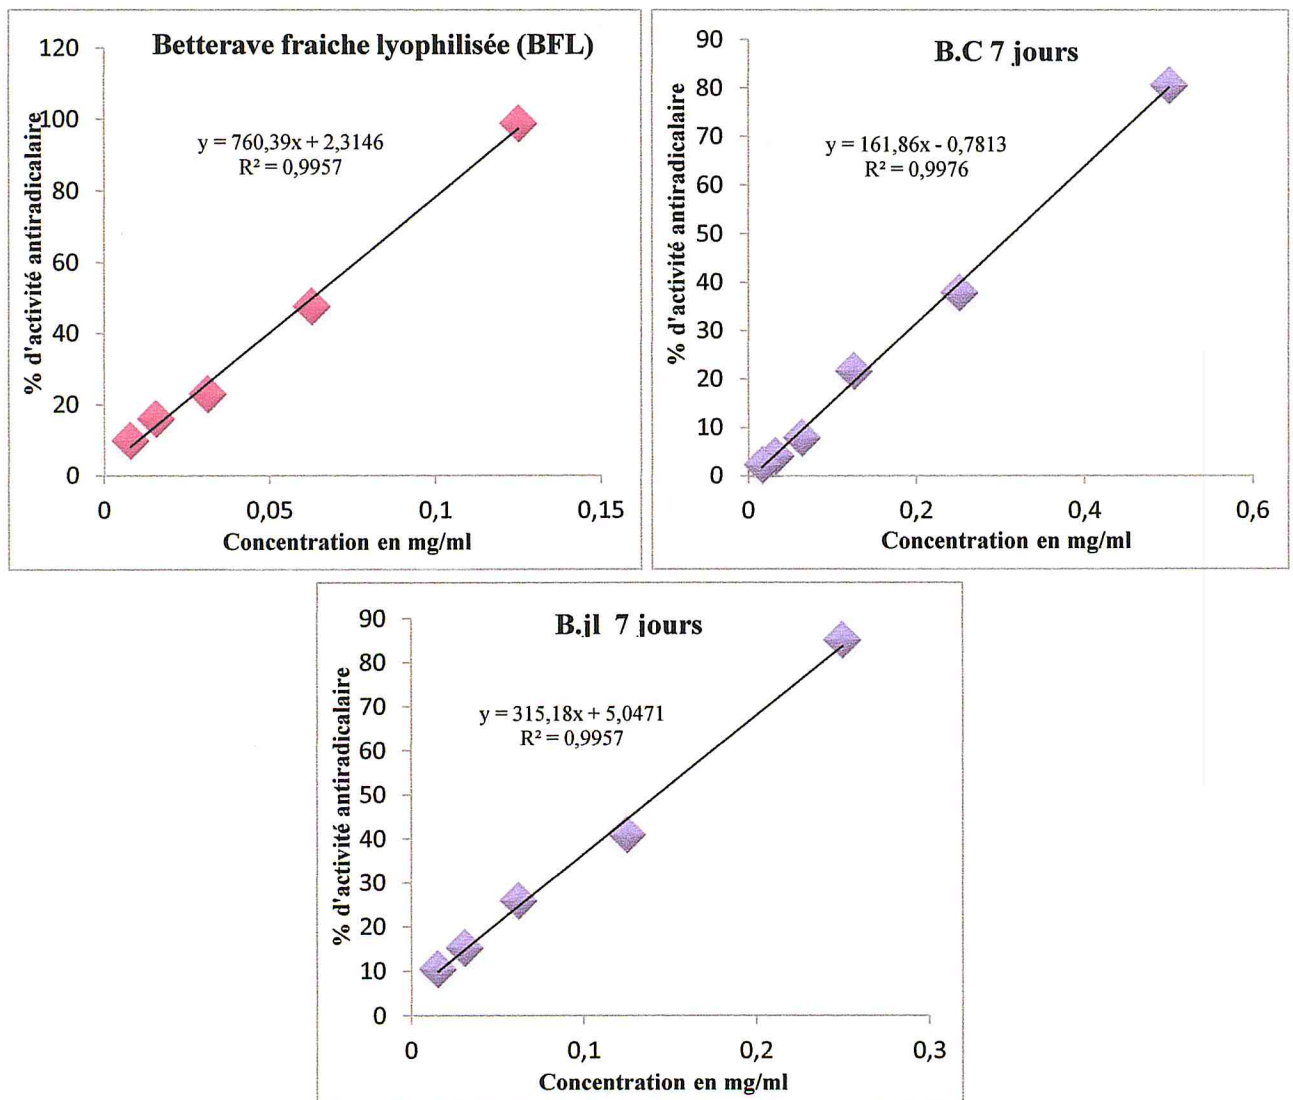 Betterave fraiche lyophilisée (BFL)
% d'activité antiradicalaire
120
100
80
60
40
20
0
y = 760,39x + 2,3146
R² = 0,9957
0 0,05 0,1 0,15
Concentration en mg/ml
B.C 7 jours
% d'activité antiradicalaire
90
80
70
60
50
40
30
20
10
0
y = 161,86x - 0,7813
R² = 0,9976
0 0,2 0,4 0,6
Concentration en mg/ml
B.jl 7 jours
% d'activité antiradicalaire
90
80
70
60
50
40
30
20
10
0
y = 315,18x + 5,0471
R² = 0,9957
0 0,1 0,2 0,3
Concentration en mg/ml